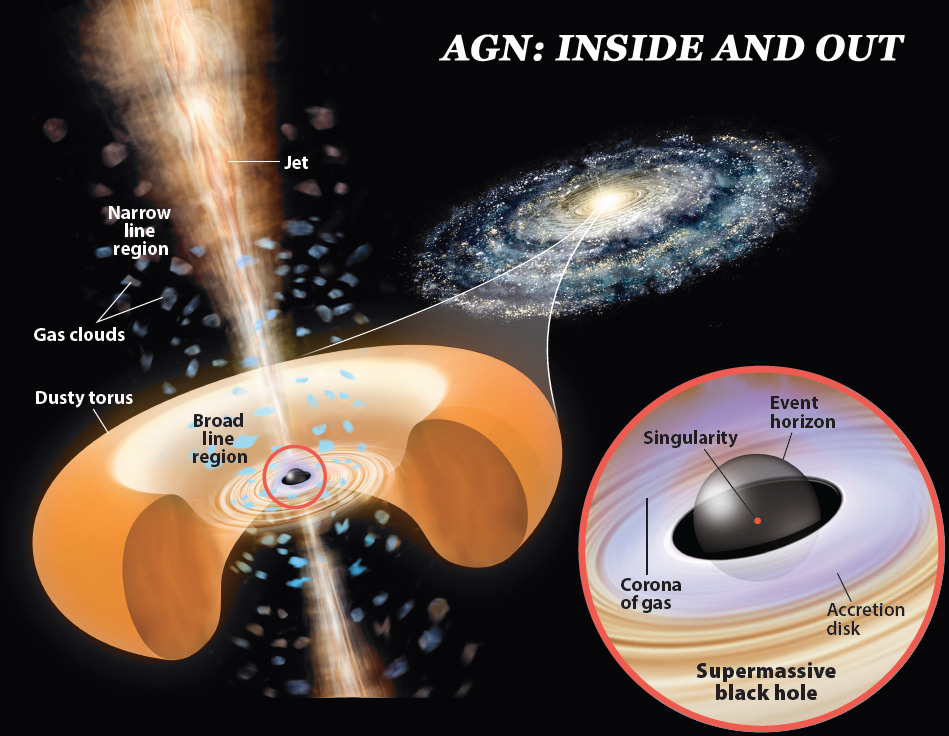 AGN: INSIDE AND OUT
Jet
Narrow
line
region
Gas clouds
Dusty torus
Broad
line
region
Event
horizon
Singularity
Corona
of gas
Accretion
disk
Supermassive
black hole